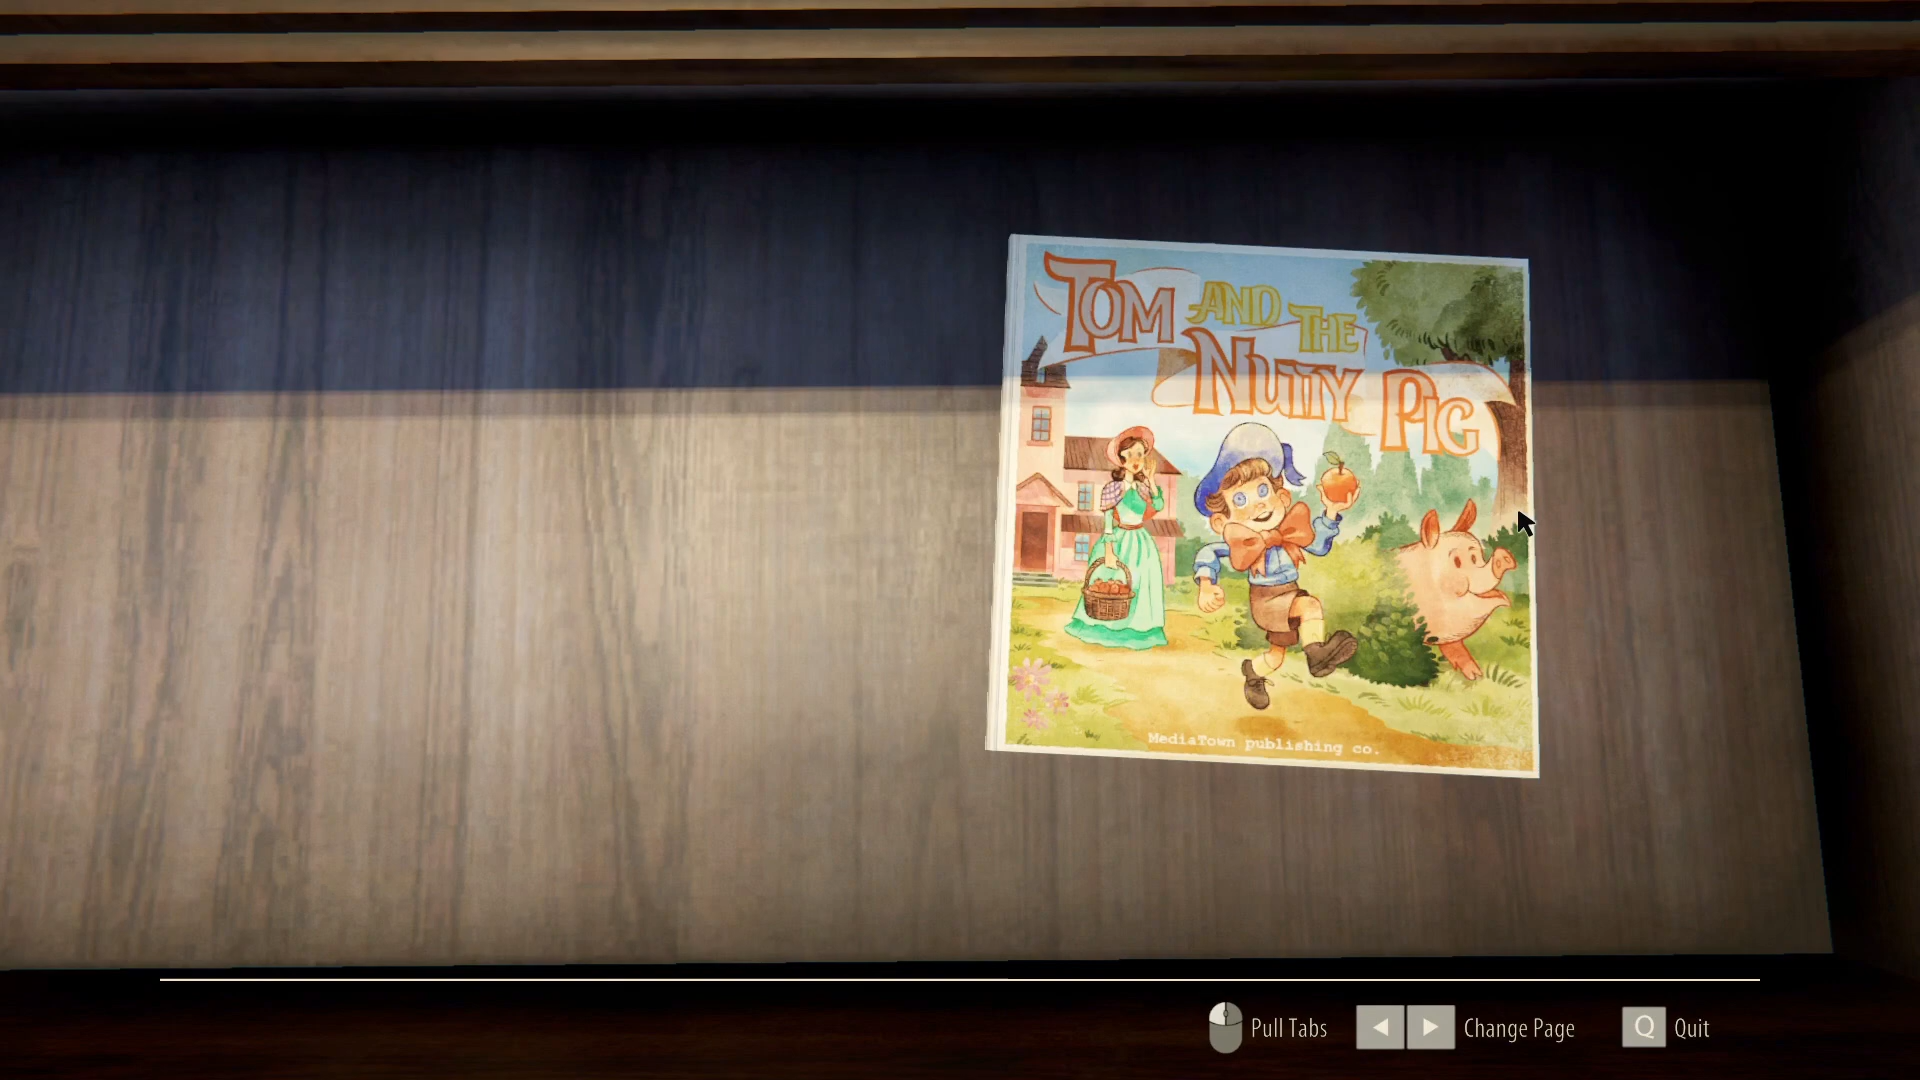 TOM AND THE
NUTTY PIG
MediaTown publishing co.
Pull Tabs
Change Page
Q
Quit